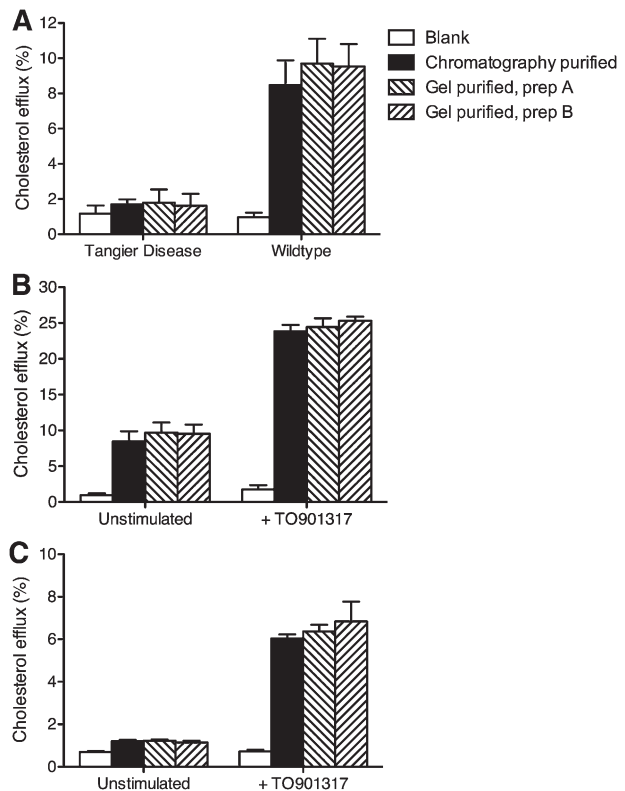 A
12
10
8
6
4
2
0
Cholesterol efflux (%)
Tangier Disease Wildtype
Blank
Chromatography purified
Gel purified, prep A
Gel purified, prep B
B
30
25
20
15
10
5
0
Cholesterol efflux (%)
Unstimulated + TO901317
C
10
8
6
4
2
0
Cholesterol efflux (%)
Unstimulated + TO901317